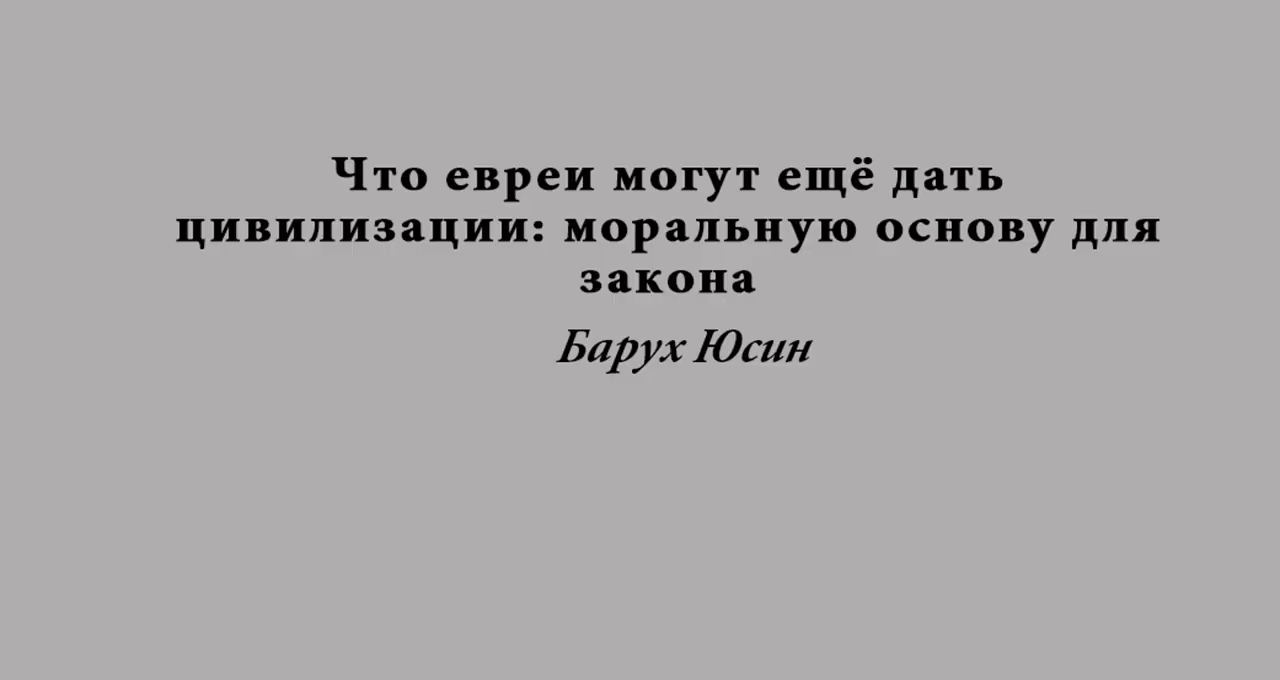 Что евреи могут ещё дать
цивилизации: моральную основу для
закона
Барух Юсин